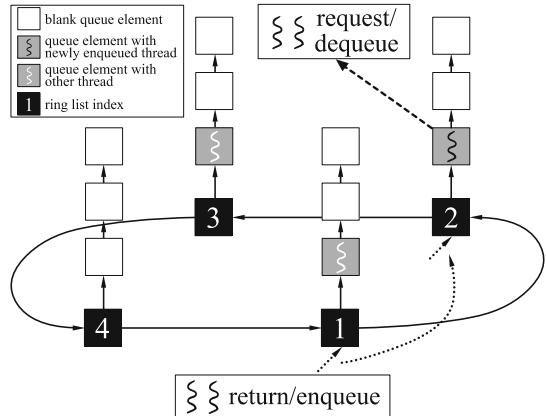 blank queue element
queue element with
newly enqueued thread
queue element with
other thread
1 ring list index
request/
dequeue
3
2
4
1
return/enqueue